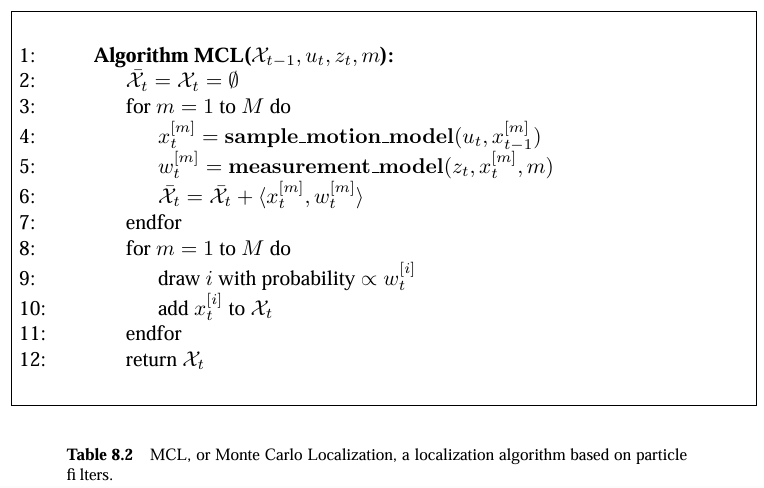 1: Algorithm MCL(𝒳_{t−1}, u_t, z_t, m):
2: 𝒳̄_t = 𝒳_t = ∅
3: for m = 1 to M do
4: x_t^{[m]} = sample_motion_model(u_t, x_{t−1}^{[m]})
5: w_t^{[m]} = measurement_model(z_t, x_t^{[m]}, m)
6: 𝒳̄_t = 𝒳̄_t + ⟨x_t^{[m]}, w_t^{[m]}⟩
7: endfor
8: for m = 1 to M do
9: draw i with probability ∝ w_t^{[i]}
10: add x_t^{[i]} to 𝒳_t
11: endfor
12: return 𝒳_t
Table 8.2 MCL, or Monte Carlo Localization, a localization algorithm based on particle
fi lters.